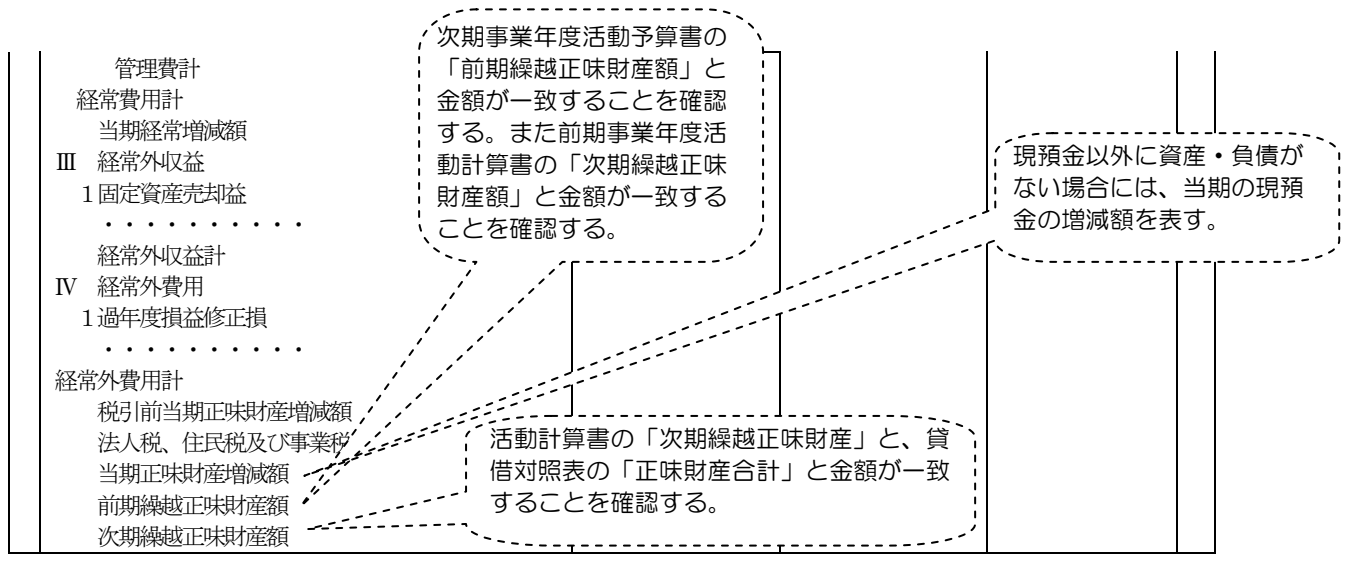 次期事業年度活動予算書の
「前期繰越正味財産額」と
金額が一致することを確認
する。また前期事業年度活
動計算書の「次期繰越正味
財産額」と金額が一致する
ことを確認する。
管理費計
経常費用計
当期経常増減額
Ⅲ 経常外収益
1固定資産売却益
・・・・・・・・・・
経常外収益計
Ⅳ 経常外費用
1過年度損益修正損
・・・・・・・・・・
経常外費用計
税引前当期正味財産増減額
法人税、住民税及び事業税
当期正味財産増減額
前期繰越正味財産額
次期繰越正味財産額
現預金以外に資産・負債が
ない場合には、当期の現預
金の増減額を表す。
活動計算書の「次期繰越正味財産」と、貸
借対照表の「正味財産合計」と金額が一致
することを確認する。